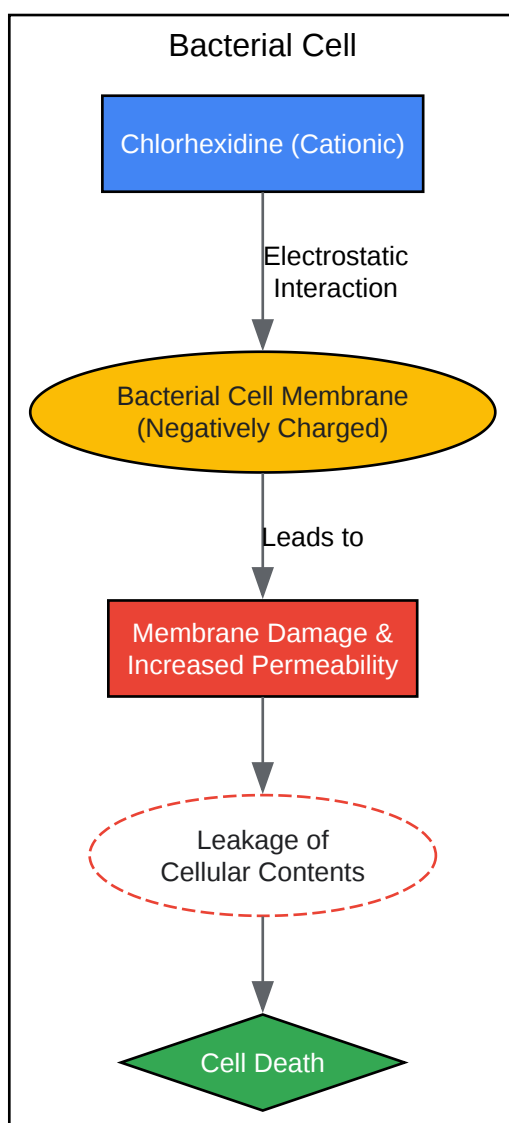 Bacterial Cell
Chlorhexidine (Cationic)
Electrostatic
Interaction
Bacterial Cell Membrane
(Negatively Charged)
Leads to
Membrane Damage &
Increased Permeability
Leakage of
Cellular Contents
Cell Death